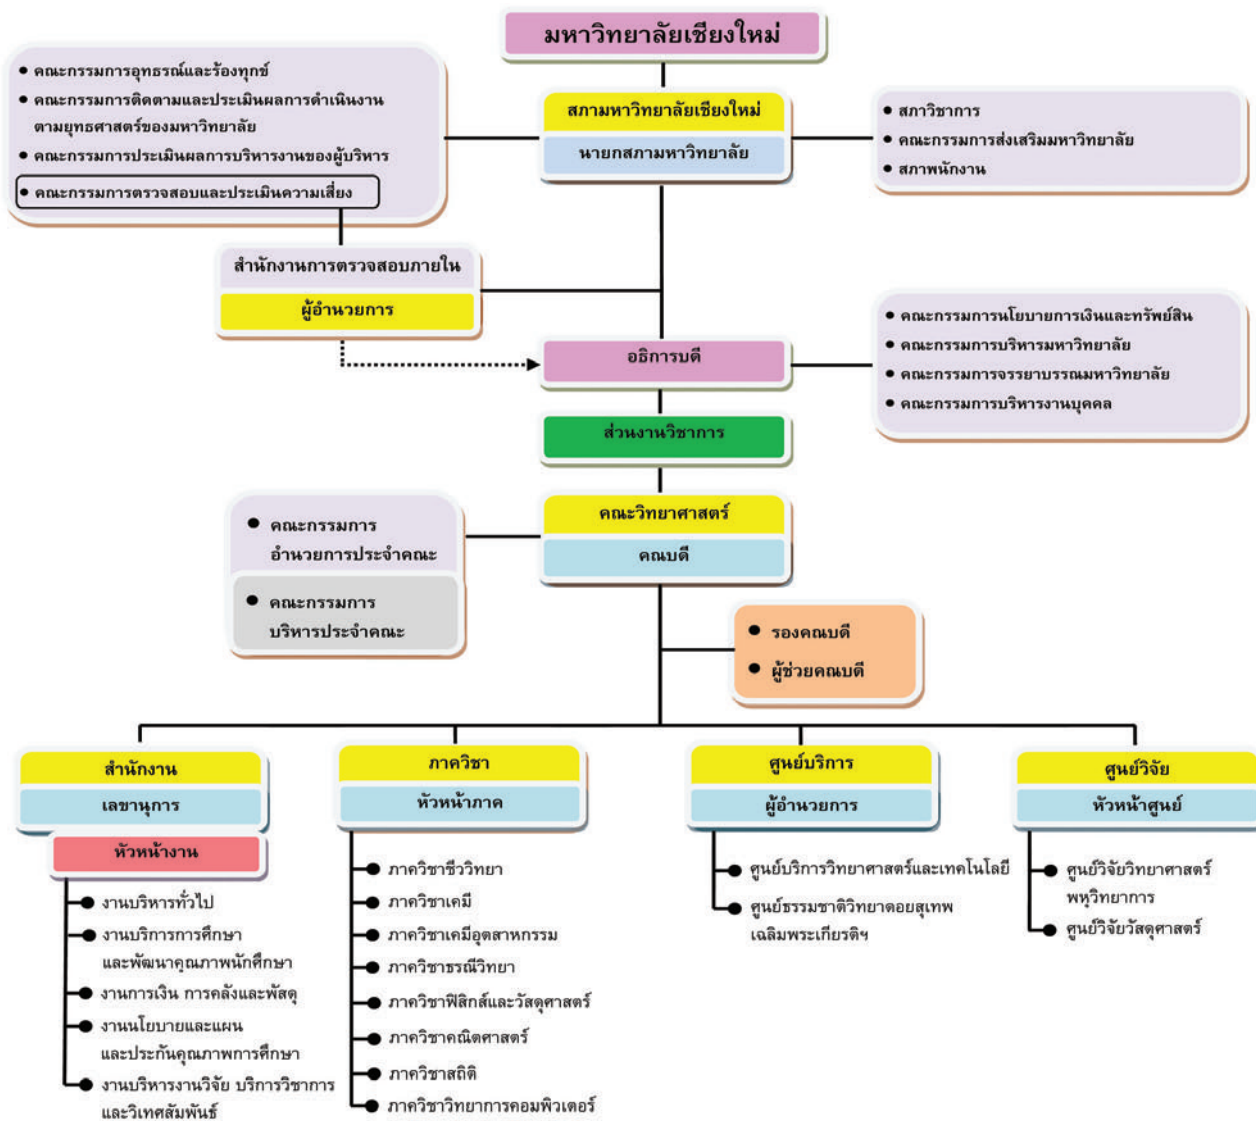 มหาวิทยาลัยเชียงใหม่
สภามหาวิทยาลัยเชียงใหม่
นายกสภามหาวิทยาลัย
คณะกรรมการอุทธรณ์และร้องทุกข์
คณะกรรมการติดตามและประเมินผลการดำเนินงาน
ตามยุทธศาสตร์ของมหาวิทยาลัย
คณะกรรมการประเมินผลการบริหารงานของผู้บริหาร
คณะกรรมการตรวจสอบและประเมินความเสี่ยง
สภาวิชาการ
คณะกรรมการส่งเสริมมหาวิทยาลัย
สภาพนักงาน
สำนักงานการตรวจสอบภายใน
ผู้อำนวยการ
อธิการบดี
คณะกรรมการนโยบายการเงินและทรัพย์สิน
คณะกรรมการบริหารมหาวิทยาลัย
คณะกรรมการจรรยาบรรณมหาวิทยาลัย
คณะกรรมการบริหารงานบุคคล
ส่วนงานวิชาการ
คณะวิทยาศาสตร์
คณบดี
คณะกรรมการ
อำนวยการประจำคณะ
คณะกรรมการ
บริหารประจำคณะ
รองคณบดี
ผู้ช่วยคณบดี
สำนักงาน
เลขานุการ
หัวหน้างาน
งานบริหารทั่วไป
งานบริการการศึกษา
และพัฒนาคุณภาพนักศึกษา
งานการเงิน การคลังและพัสดุ
งานนโยบายและแผน
และประกันคุณภาพการศึกษา
งานบริหารงานวิจัย บริการวิชาการ
และวิเทศสัมพันธ์
ภาควิชา
หัวหน้าภาค
ภาควิชาชีววิทยา
ภาควิชาเคมี
ภาควิชาเคมีอุตสาหกรรม
ภาควิชาธรณีวิทยา
ภาควิชาฟิสิกส์และวัสดุศาสตร์
ภาควิชาคณิตศาสตร์
ภาควิชาสถิติ
ภาควิชาวิทยาการคอมพิวเตอร์
ศูนย์บริการ
ผู้อำนวยการ
ศูนย์บริการวิทยาศาสตร์และเทคโนโลยี
ศูนย์ธรรมชาติวิทยาดอยสุเทพ
เฉลิมพระเกียรติฯ
ศูนย์วิจัย
หัวหน้าศูนย์
ศูนย์วิจัยวิทยาศาสตร์
พหุวิทยาการ
ศูนย์วิจัยวัสดุศาสตร์